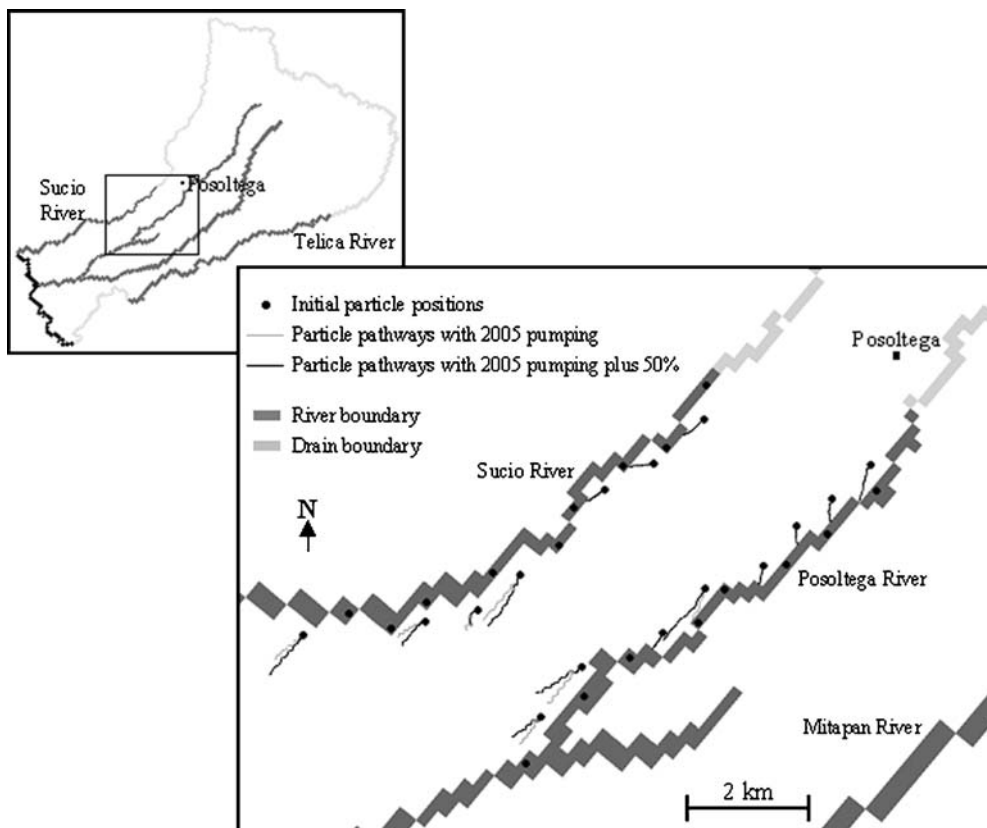 Sucio
River
Posoltega
Telica River
Initial particle positions
Particle pathways with 2005 pumping
Particle pathways with 2005 pumping plus 50%
River boundary
Drain boundary
Posoltega
Sucio River
N
Posoltega River
Mitapan River
2 km